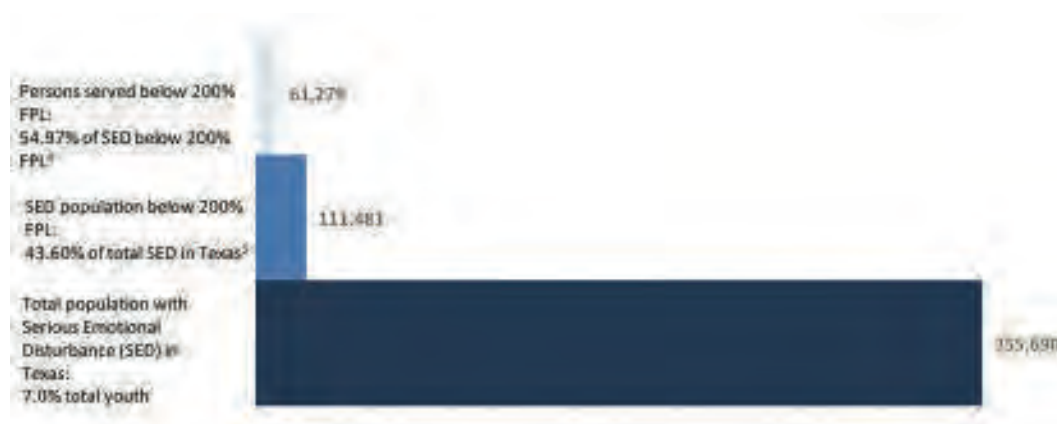 Persons served below 200%
FPL:
54.97% of SED below 200%
FPL
61,279
SED population below 200%
FPL:
43.60% of total SED in Texas
111,481
Total population with
Serious Emotional
Disturbance (SED) in
Texas:
7.0% total youth
255,690